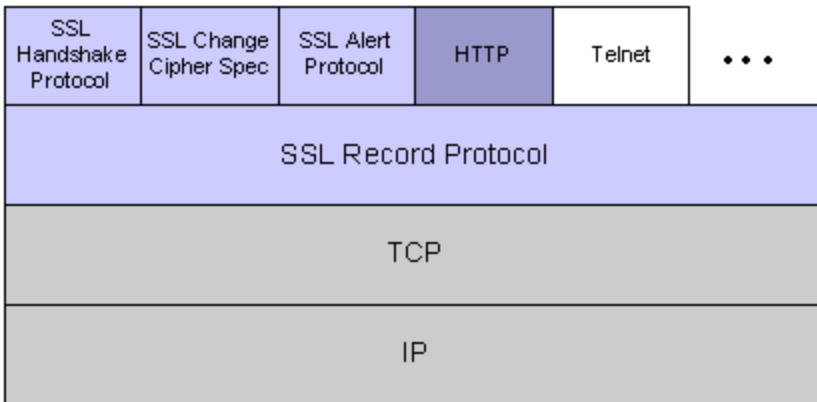 SSL
Handshake
Protocol
SSL Change
Cipher Spec
SSL Alert
Protocol
HTTP
Telnet
• • •
SSL Record Protocol
TCP
IP